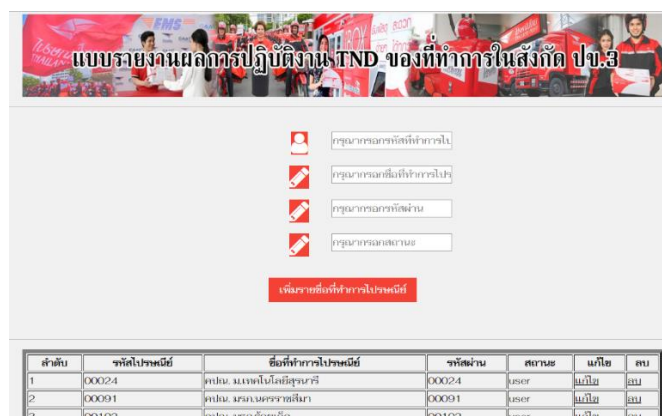 แบบรายงานผลการปฏิบัติงาน TND ของที่ทำการในสังกัด ปข.3
EMS
กรุณากรอกรหัสที่ทำการไป
กรุณากรอกชื่อที่ทำการไปร
กรุณากรอกรหัสผ่าน
กรุณากรอกสถานะ
เพิ่มรายชื่อที่ทำการไปรษณีย์
ลำดับ รหัสไปรษณีย์ ชื่อที่ทำการไปรษณีย์ รหัสผ่าน สถานะ แก้ไข ลบ
1 00024 คปณ. ม.เทคโนโลยีสุรนารี 00024 user แก้ไข ลบ
2 00091 คปณ. มรภ.นครราชสีมา 00091 user แก้ไข ลบ